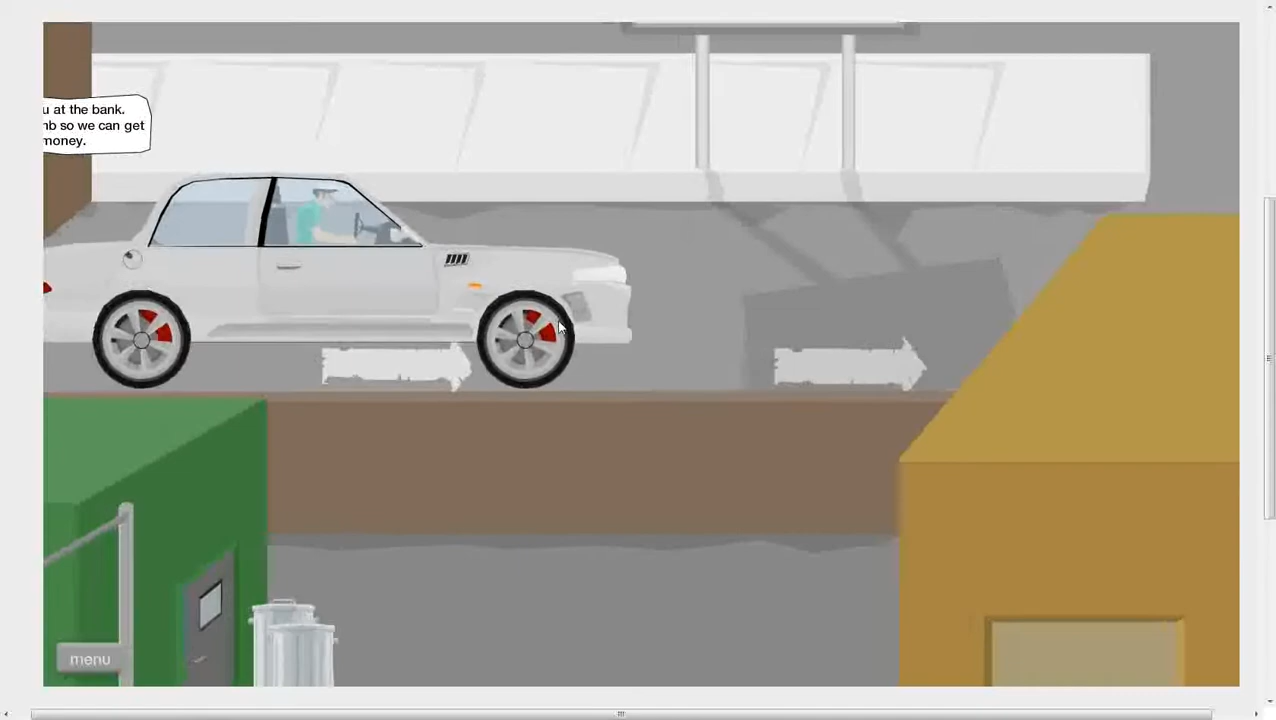 u at the bank.
nb so we can get
money.
menu